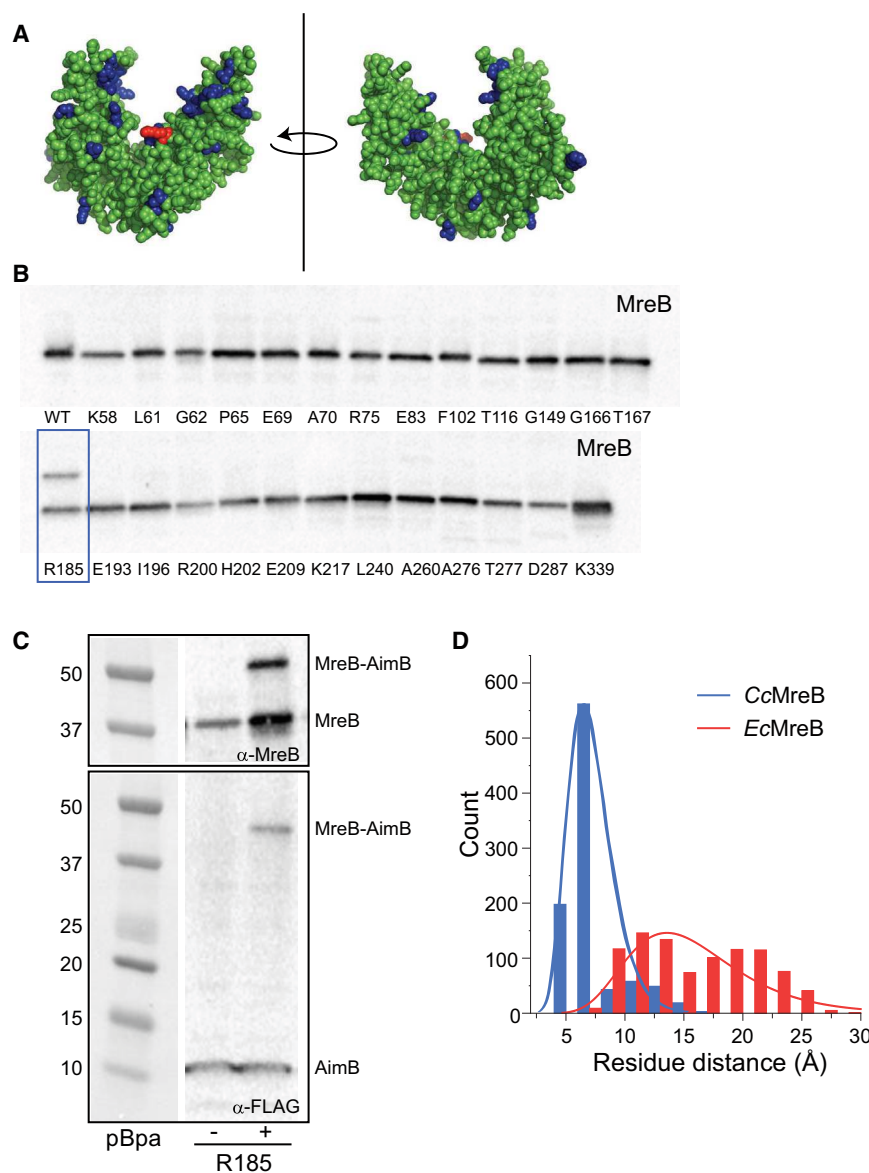 A
B
MreB
WT K58 L61 G62 P65 E69 A70 R75 E83 F102 T116 G149 G166 T167
MreB
R185 E193 I196 R200 H202 E209 K217 L240 A260 A276 T277 D287 K339
C
50
37
MreB-AimB
MreB
α-MreB
50
37
25
20
15
10
MreB-AimB
AimB
α-FLAG
pBpa - +
R185
D
600
500
400
300
200
100
0
Count
CcMreB
EcMreB
5 10 15 20 25 30
Residue distance (Å)